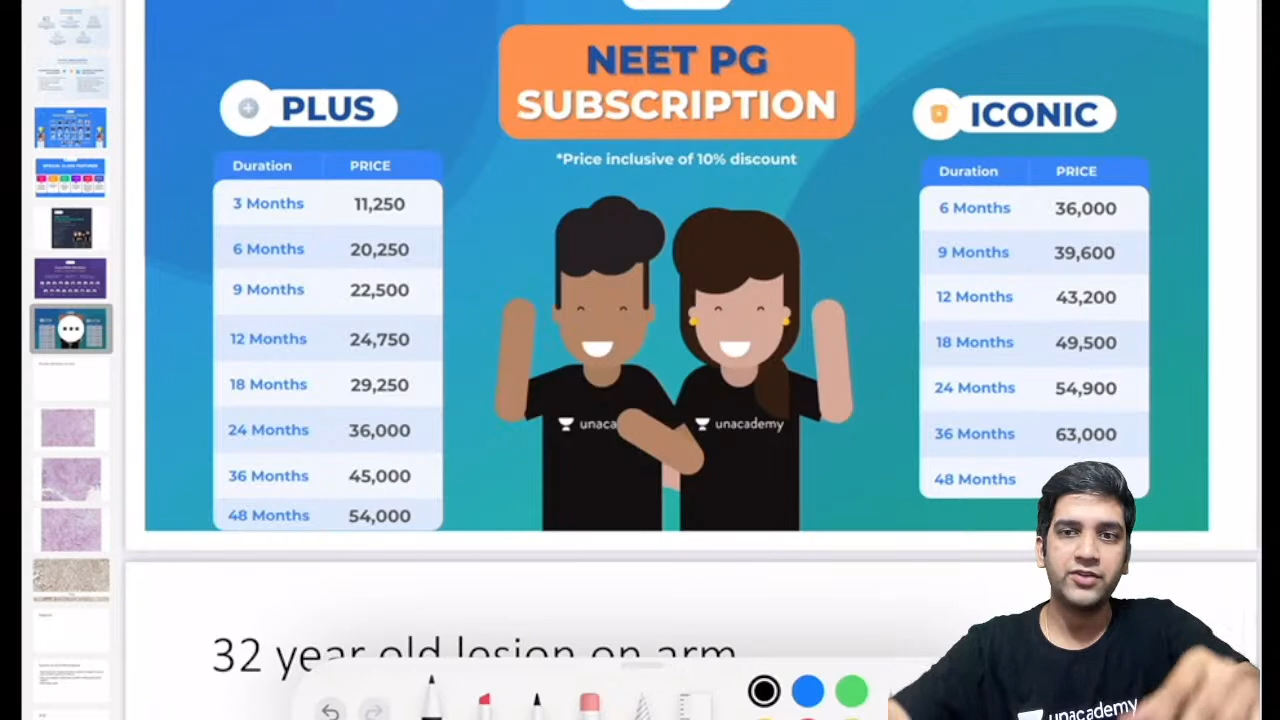 NEET PG
SUBSCRIPTION
*Price inclusive of 10% discount
PLUS
Duration PRICE
3 Months 11,250
6 Months 20,250
9 Months 22,500
12 Months 24,750
18 Months 29,250
24 Months 36,000
36 Months 45,000
48 Months 54,000
ICONIC
Duration PRICE
6 Months 36,000
9 Months 39,600
12 Months 43,200
18 Months 49,500
24 Months 54,900
36 Months 63,000
48 Months
unaca
unacademy
32 year old lesion on arm
unacademy